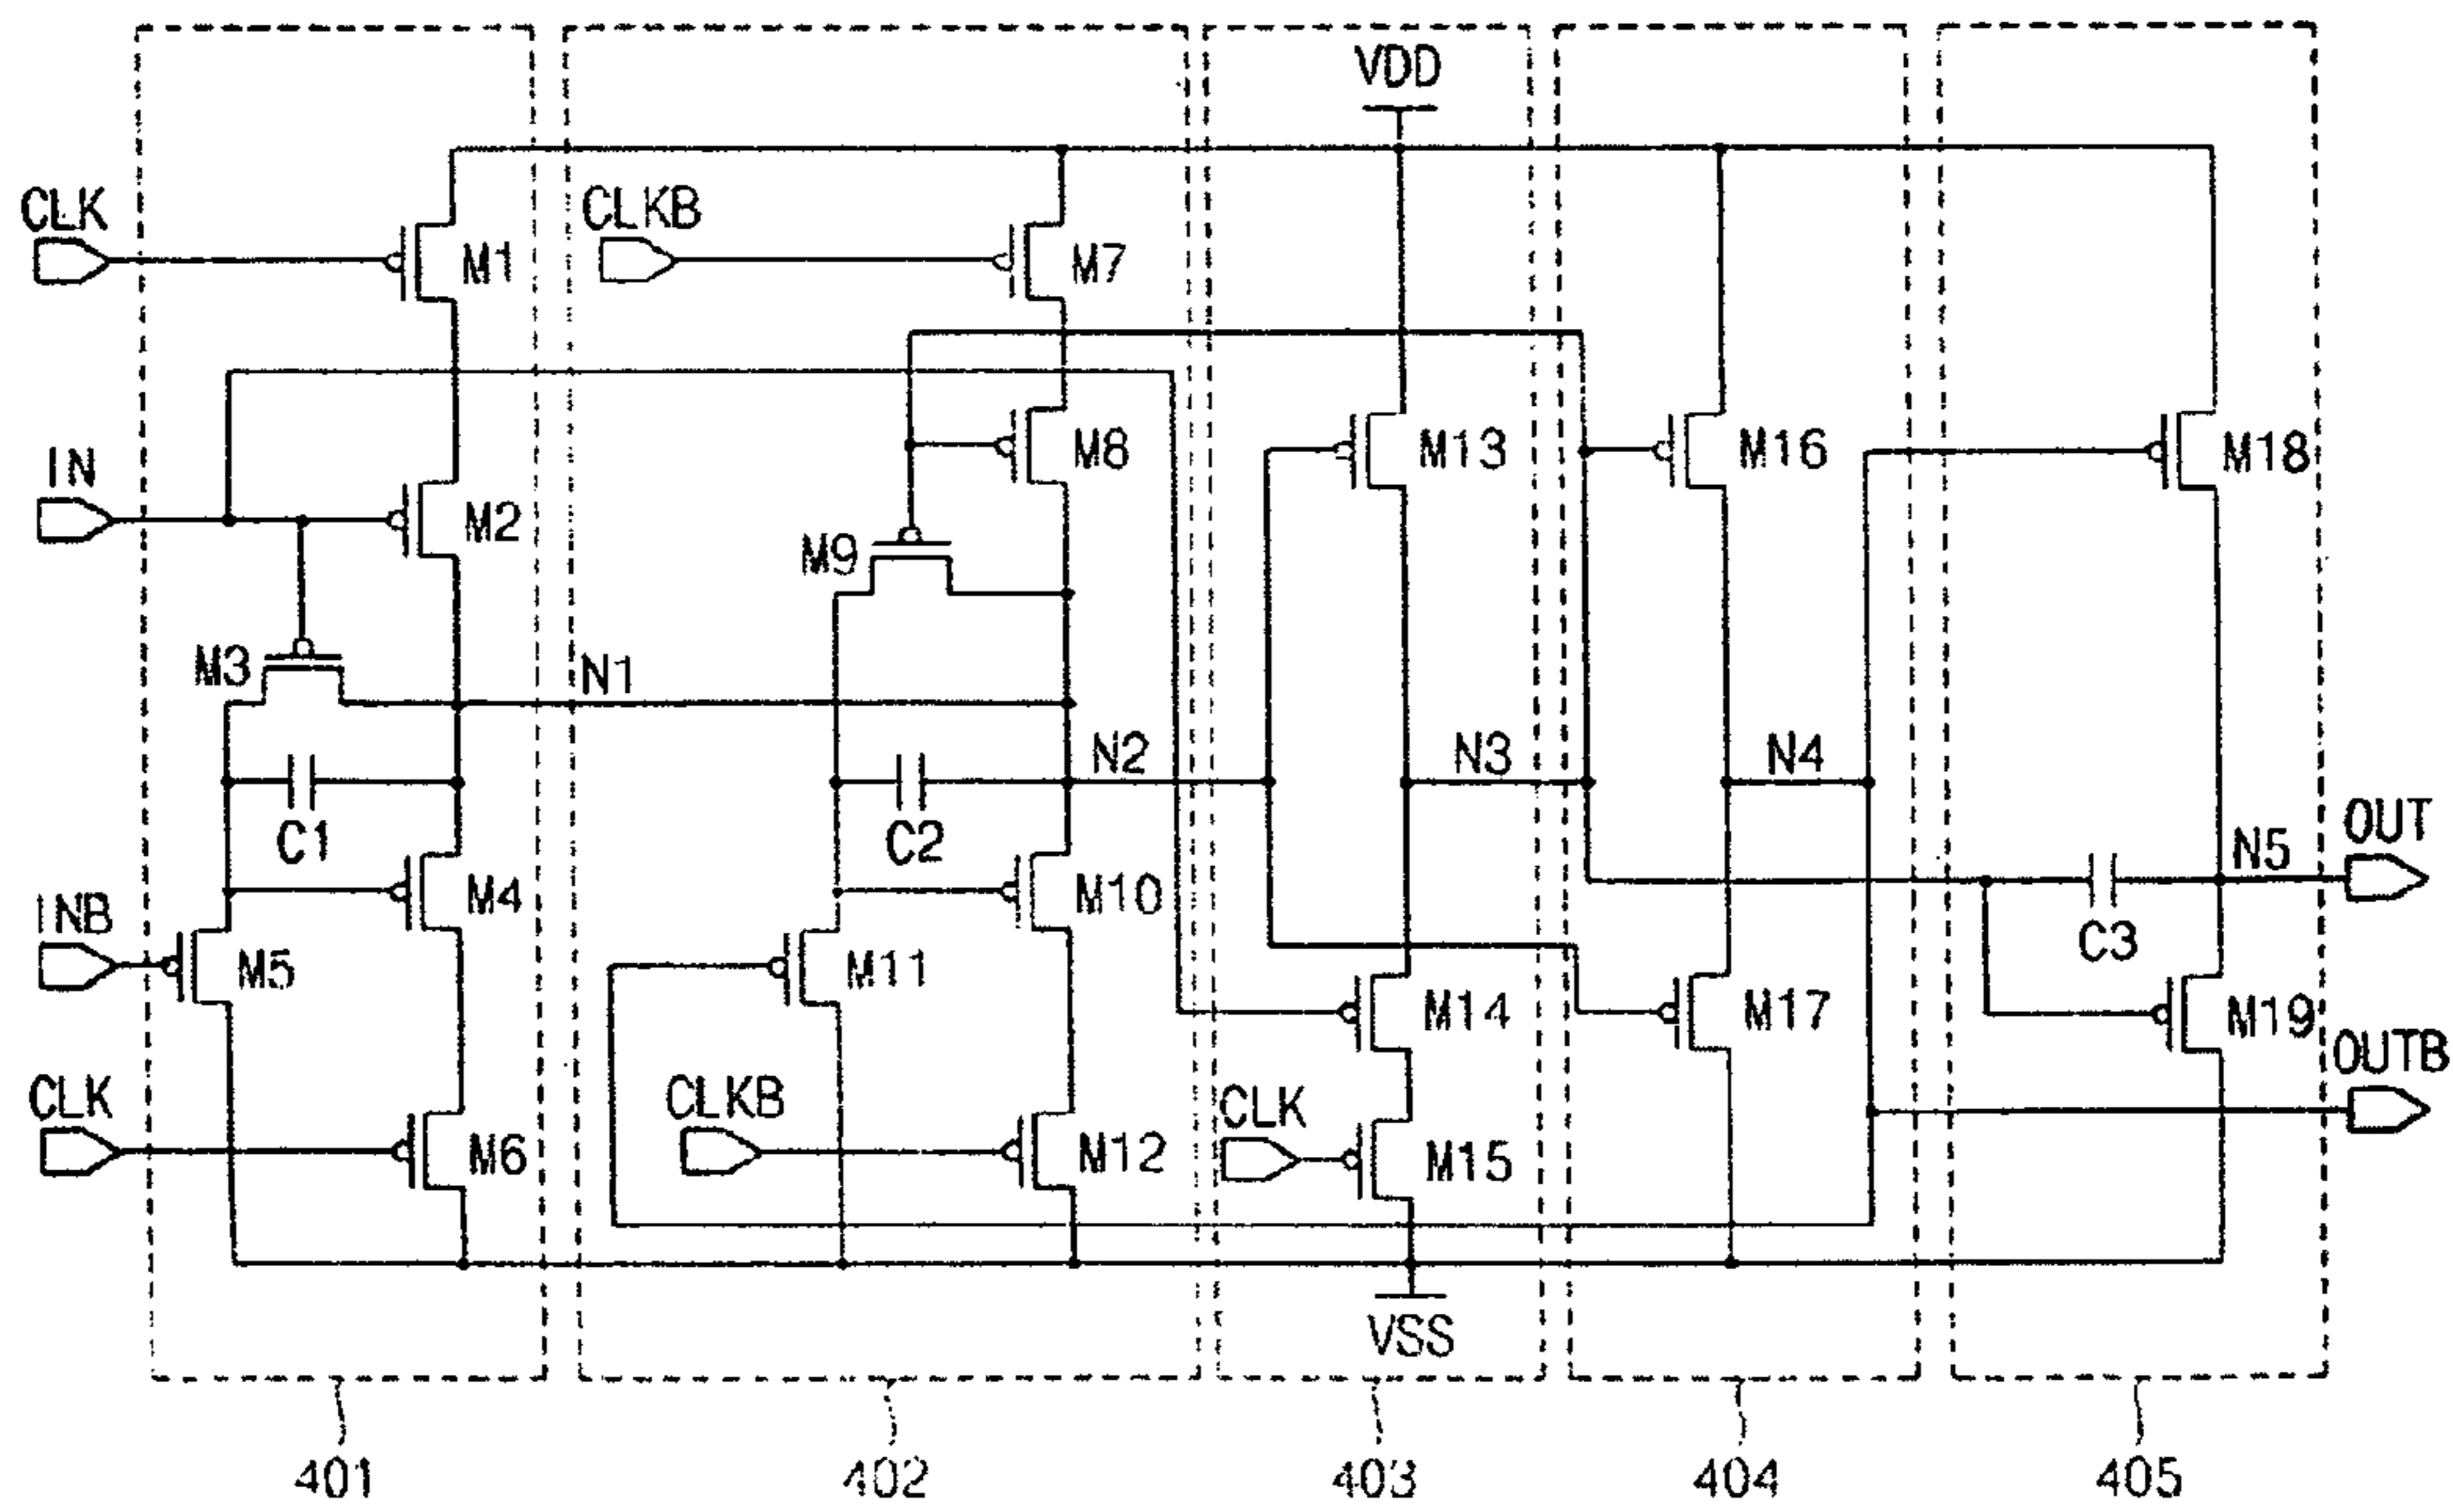 VDD
CLK
M1
CLKB
M7
IN
M2
M8
M13
M16
M18
M9
M3
N1
N2
N3
N4
C1
C2
OUT
N5
M4
M10
INB
M5
M11
C3
M14
M17
M19
OUTB
CLK
M6
CLKB
M12
CLK
M15
VSS
401
402
403
404
405